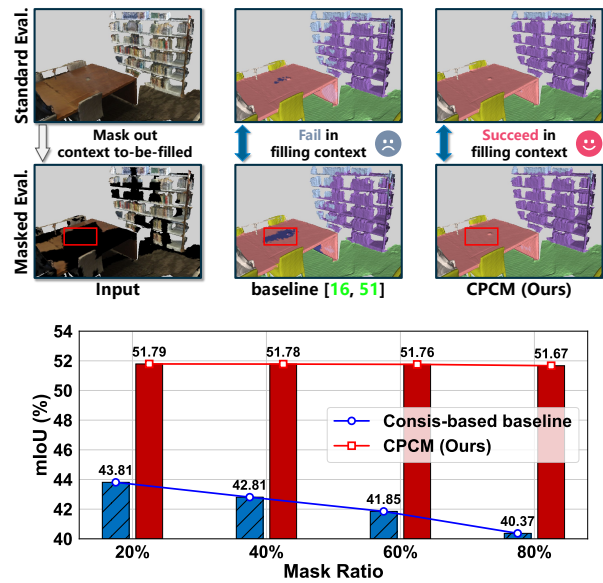 Standard Eval.
Mask out
context to-be-filled
Fail in
filling context
Succeed in
filling context
Masked Eval.
Input
baseline [16, 51]
CPCM (Ours)
54
52
50
48
46
44
42
40
mIoU (%)
51.79
51.78
51.76
51.67
Consis-based baseline
CPCM (Ours)
43.81
42.81
41.85
40.37
20%
40%
60%
80%
Mask Ratio